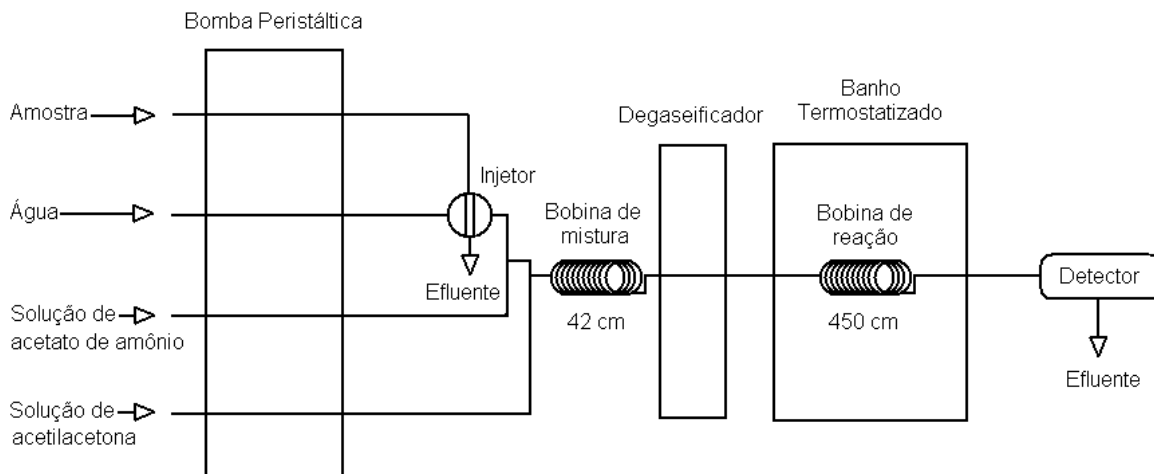 Bomba Peristáltica
Amostra
Água
Solução de
acetato de amônio
Solução de
acetilacetona
Injetor
Efluente
Bobina de
mistura
42 cm
Degaseificador
Banho
Termostatizado
Bobina de
reação
450 cm
Detector
Efluente